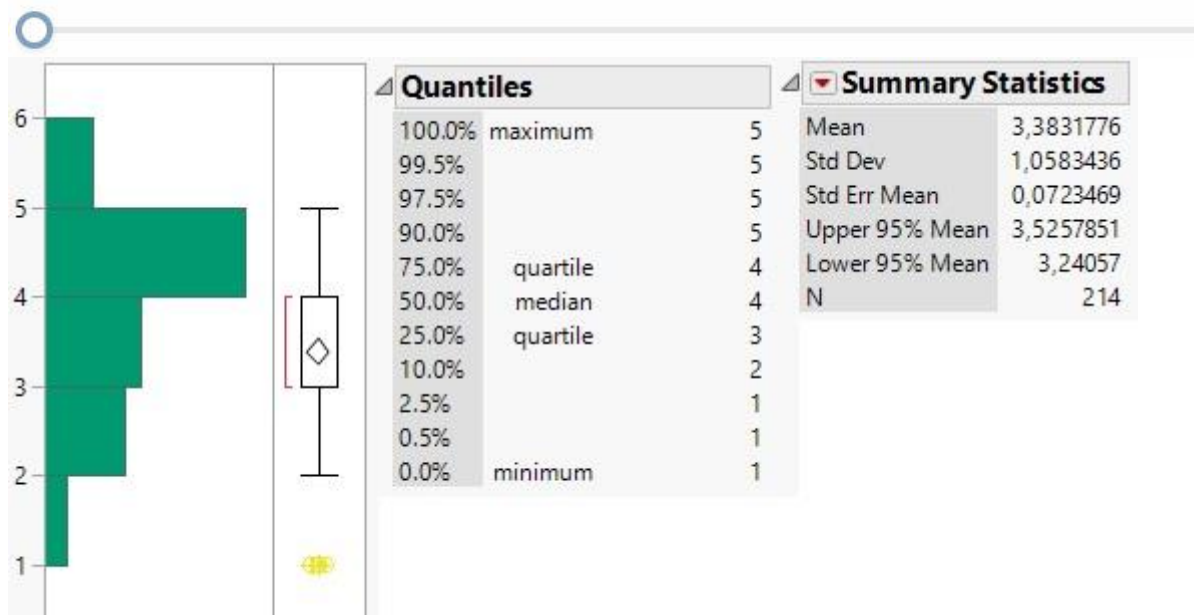 6
5
4
3
2
1
Quantiles
100.0% maximum 5
99.5% 5
97.5% 5
90.0% 5
75.0% quartile 4
50.0% median 4
25.0% quartile 3
10.0% 2
2.5% 1
0.5% 1
0.0% minimum 1
Summary Statistics
Mean 3,3831776
Std Dev 1,0583436
Std Err Mean 0,0723469
Upper 95% Mean 3,5257851
Lower 95% Mean 3,24057
N 214